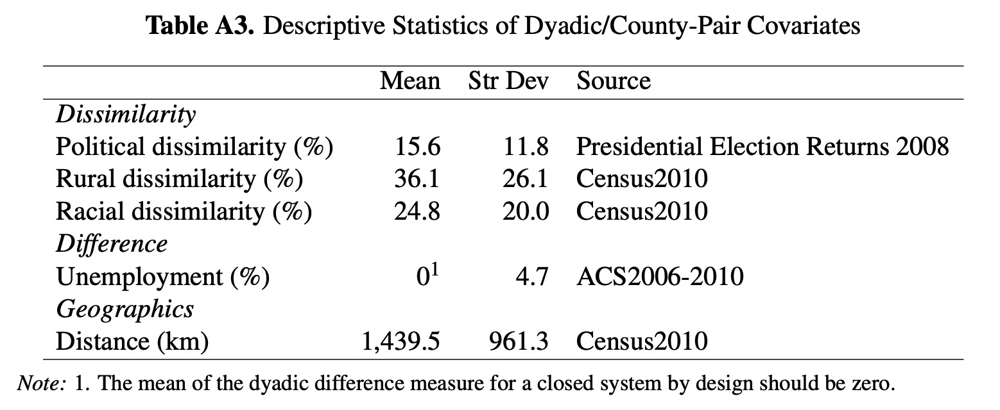 Table A3. Descriptive Statistics of Dyadic/County-Pair Covariates
Mean Str Dev Source
Dissimilarity
Political dissimilarity (%) 15.6 11.8 Presidential Election Returns 2008
Rural dissimilarity (%) 36.1 26.1 Census2010
Racial dissimilarity (%) 24.8 20.0 Census2010
Difference
Unemployment (%) 0¹ 4.7 ACS2006-2010
Geographics
Distance (km) 1,439.5 961.3 Census2010
Note: 1. The mean of the dyadic difference measure for a closed system by design should be zero.